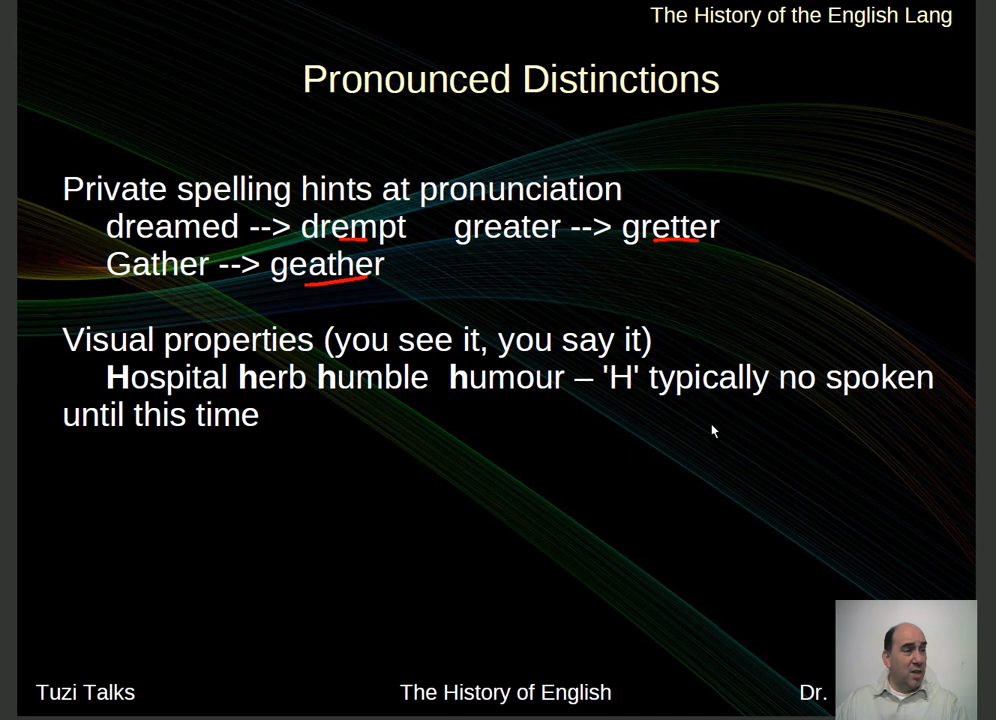 The History of the English Lang
Pronounced Distinctions
Private spelling hints at pronunciation
dreamed --> drempt greater --> gretter
Gather --> geather
Visual properties (you see it, you say it)
Hospital herb humble humour – 'H' typically no spoken
until this time
Tuzi Talks The History of English Dr.